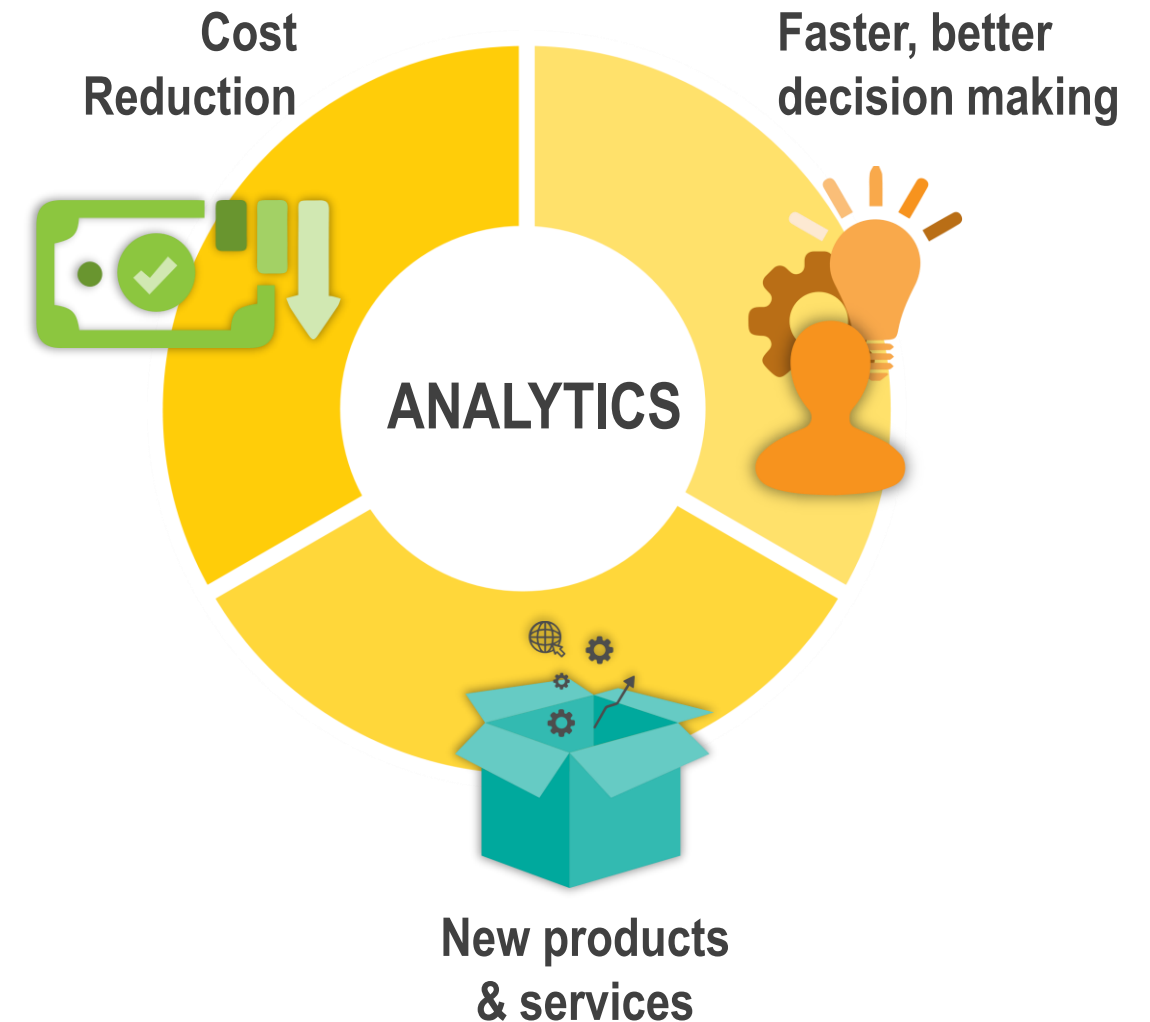 Cost
Reduction
Faster, better
decision making
ANALYTICS
New products
& services